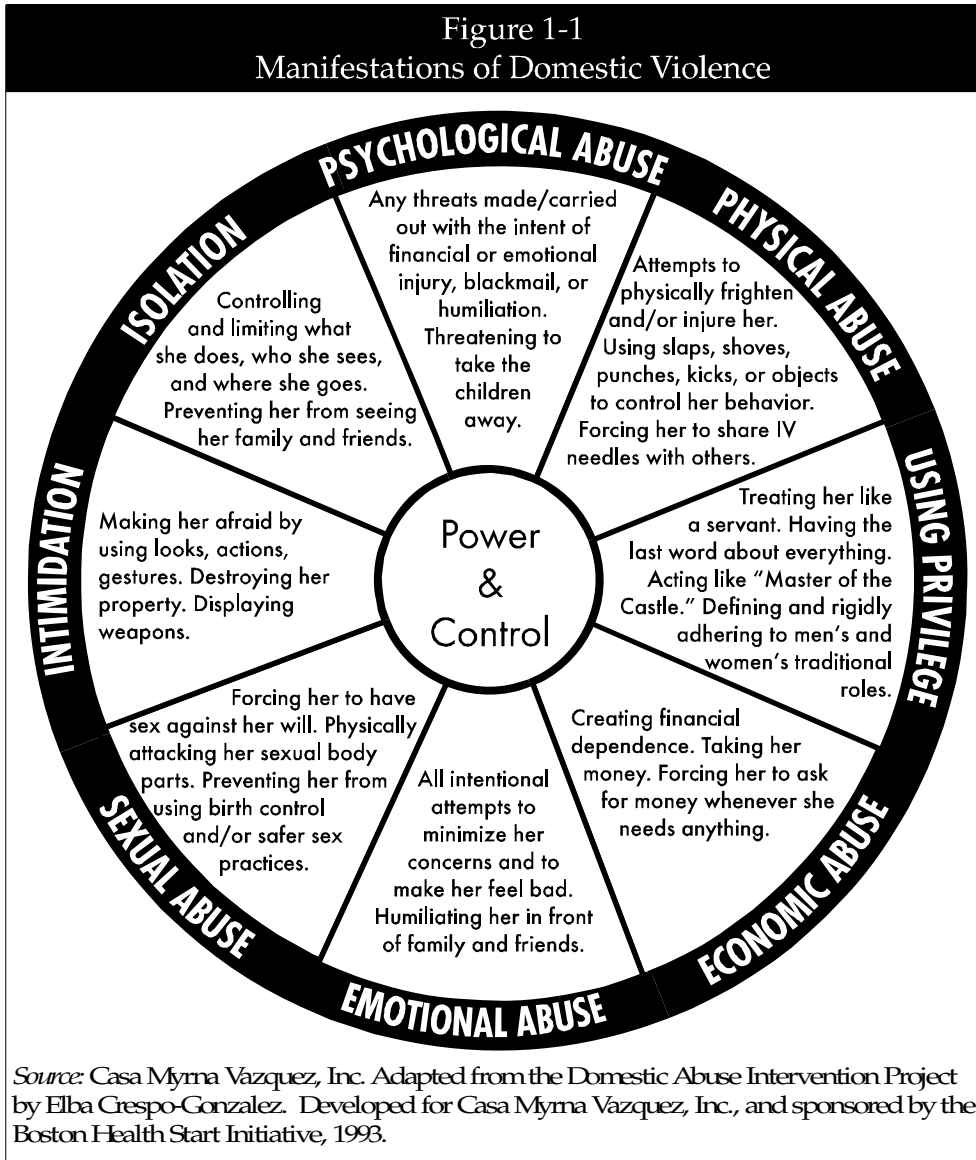 Figure 1-1
Manifestations of Domestic Violence
PSYCHOLOGICAL ABUSE
Any threats made/carried
out with the intent of
financial or emotional
injury, blackmail, or
humiliation.
Threatening to
take the
children
away.
PHYSICAL ABUSE
Attempts to
physically frighten
and/or injure her.
Using slaps, shoves,
punches, kicks, or objects
to control her behavior.
Forcing her to share IV
needles with others.
USING PRIVILEGE
Treating her like
a servant. Having the
last word about everything.
Acting like “Master of the
Castle.” Defining and rigidly
adhering to men’s and
women’s traditional
roles.
ECONOMIC ABUSE
Creating financial
dependence. Taking her
money. Forcing her to ask
for money whenever she
needs anything.
EMOTIONAL ABUSE
All intentional
attempts to
minimize her
concerns and to
make her feel bad.
Humiliating her in front
of family and friends.
SEXUAL ABUSE
Forcing her to have
sex against her will. Physically
attacking her sexual body
parts. Preventing her from
using birth control
and/or safer sex
practices.
INTIMIDATION
Making her afraid by
using looks, actions,
gestures. Destroying her
property. Displaying
weapons.
ISOLATION
Controlling
and limiting what
she does, who she sees,
and where she goes.
Preventing her from seeing
her family and friends.
Power
&
Control
Source: Casa Myrna Vazquez, Inc. Adapted from the Domestic Abuse Intervention Project
by Elba Crespo-Gonzalez. Developed for Casa Myrna Vazquez, Inc., and sponsored by the
Boston Health Start Initiative, 1993.